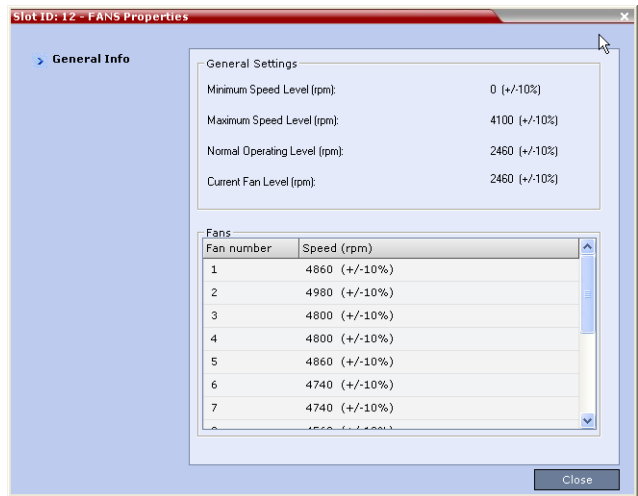 Slot ID: 12 - FANS Properties
General Info
General Settings
Minimum Speed Level (rpm): 0 (+/-10%)
Maximum Speed Level (rpm): 4100 (+/-10%)
Normal Operating Level (rpm): 2460 (+/-10%)
Current Fan Level (rpm): 2460 (+/-10%)
Fans
Fan number Speed (rpm)
1 4860 (+/-10%)
2 4980 (+/-10%)
3 4800 (+/-10%)
4 4800 (+/-10%)
5 4860 (+/-10%)
6 4740 (+/-10%)
7 4740 (+/-10%)
Close